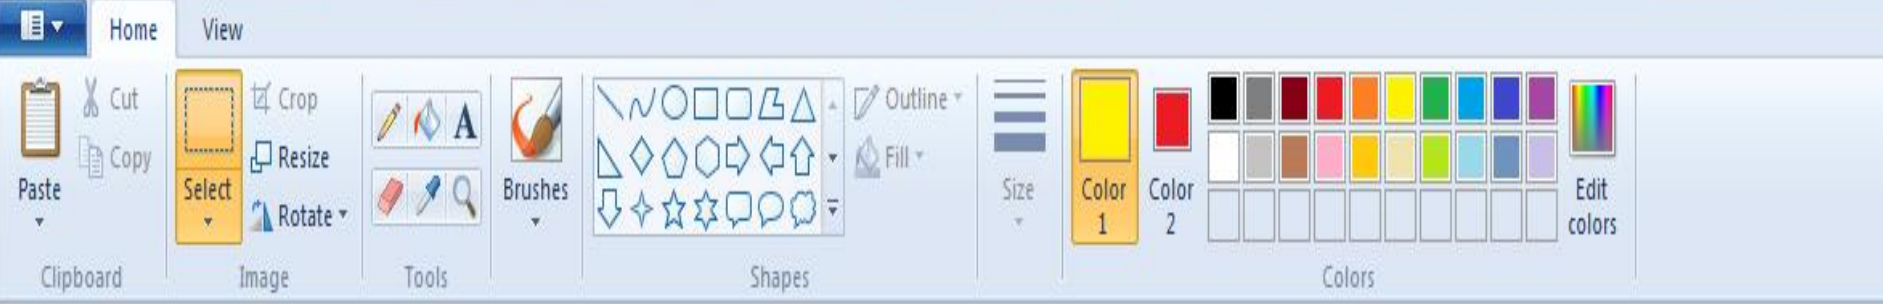 Home View
Cut
Copy
Paste
Clipboard
Select
Crop
Resize
Rotate
Image
A
Tools
Brushes
Outline
Fill
Shapes
Size
Color
1
Color
2
Edit
colors
Colors